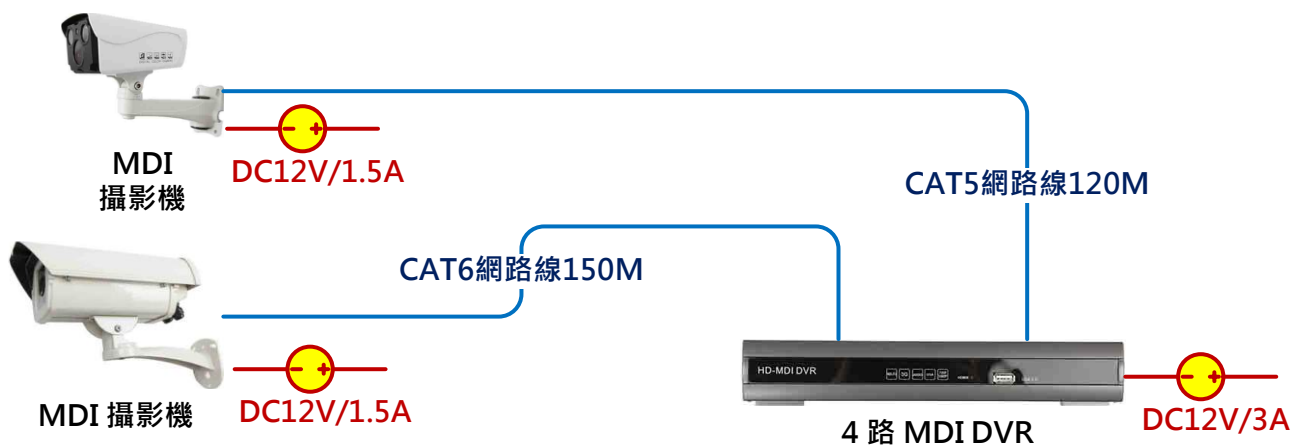 MDI
攝影機
DC12V/1.5A
CAT5網路線120M
CAT6網路線150M
MDI 攝影機
DC12V/1.5A
HD-MDI DVR
4 路 MDI DVR
DC12V/3A